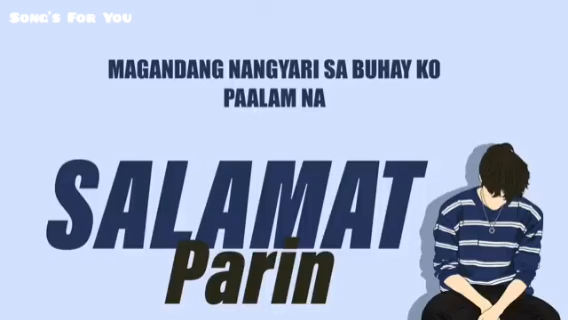 Song's For You
MAGANDANG NANGYARI SA BUHAY KO
PAALAM NA
SALAMAT
Parin